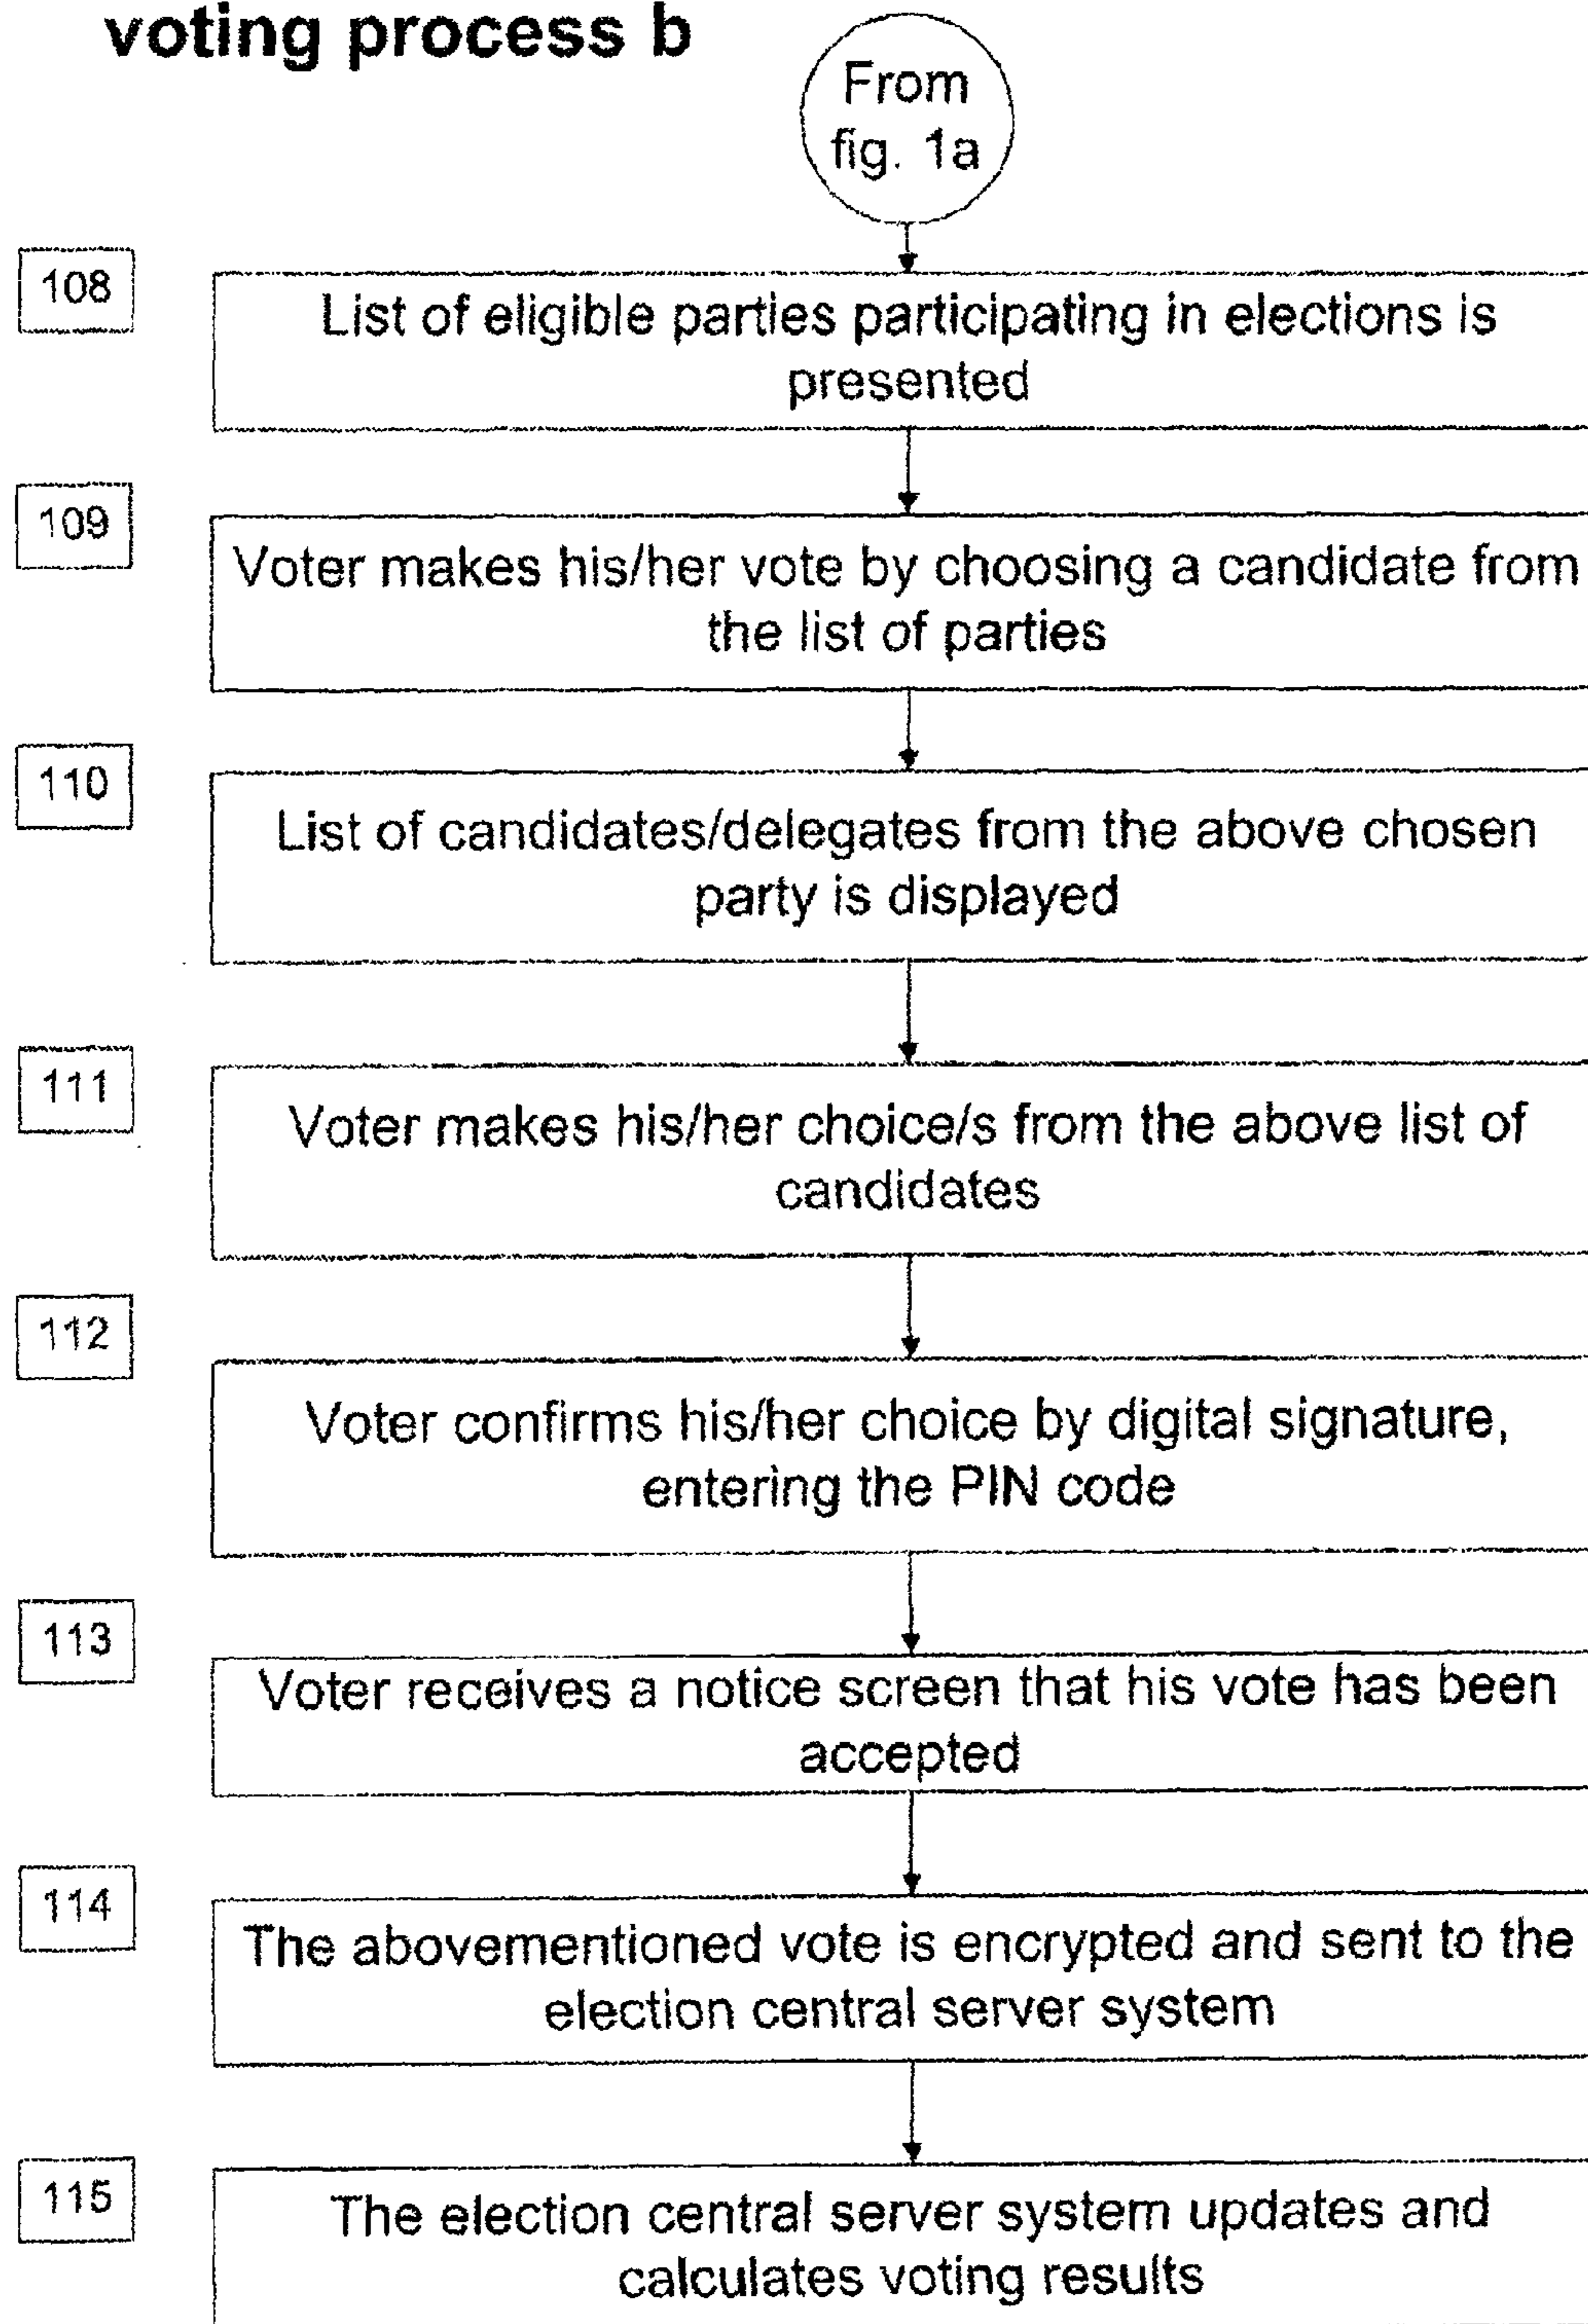 voting process b
From
fig. 1a
108
List of eligible parties participating in elections is
presented
109
Voter makes his/her vote by choosing a candidate from
the list of parties
110
List of candidates/delegates from the above chosen
party is displayed
111
Voter makes his/her choice/s from the above list of
candidates
112
Voter confirms his/her choice by digital signature,
entering the PIN code
113
Voter receives a notice screen that his vote has been
accepted
114
The abovementioned vote is encrypted and sent to the
election central server system
115
The election central server system updates and
calculates voting results